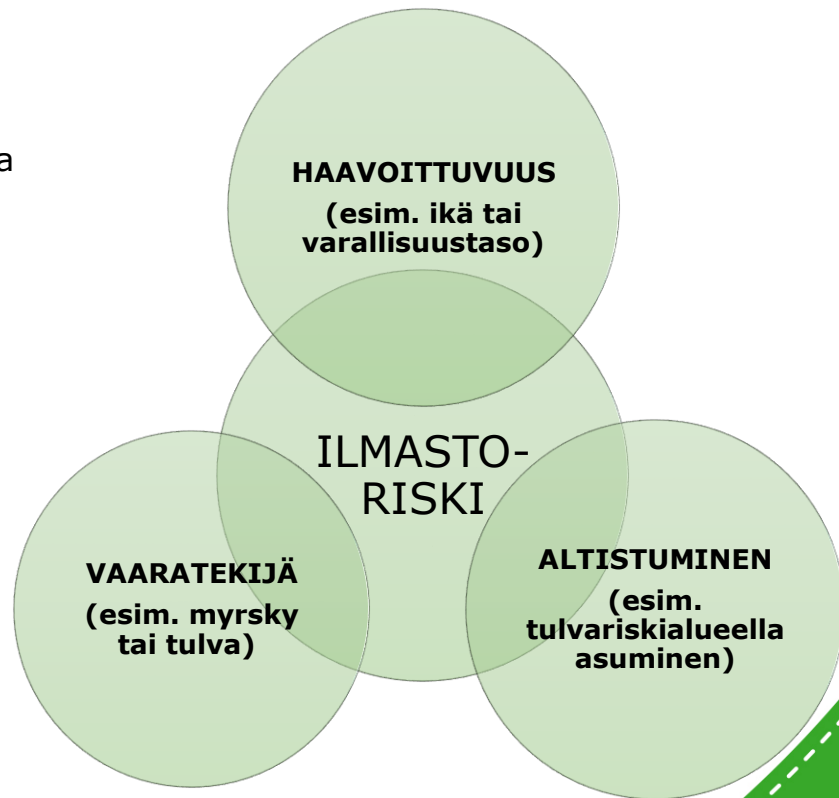 a
HAAVOITTUVUUS
(esim. ikä tai
varallisuustaso)
ILMASTO-
RISKI
VAARATEKIJÄ
(esim. myrsky
tai tulva)
ALTISTUMINEN
(esim.
tulvariskialueella
asuminen)